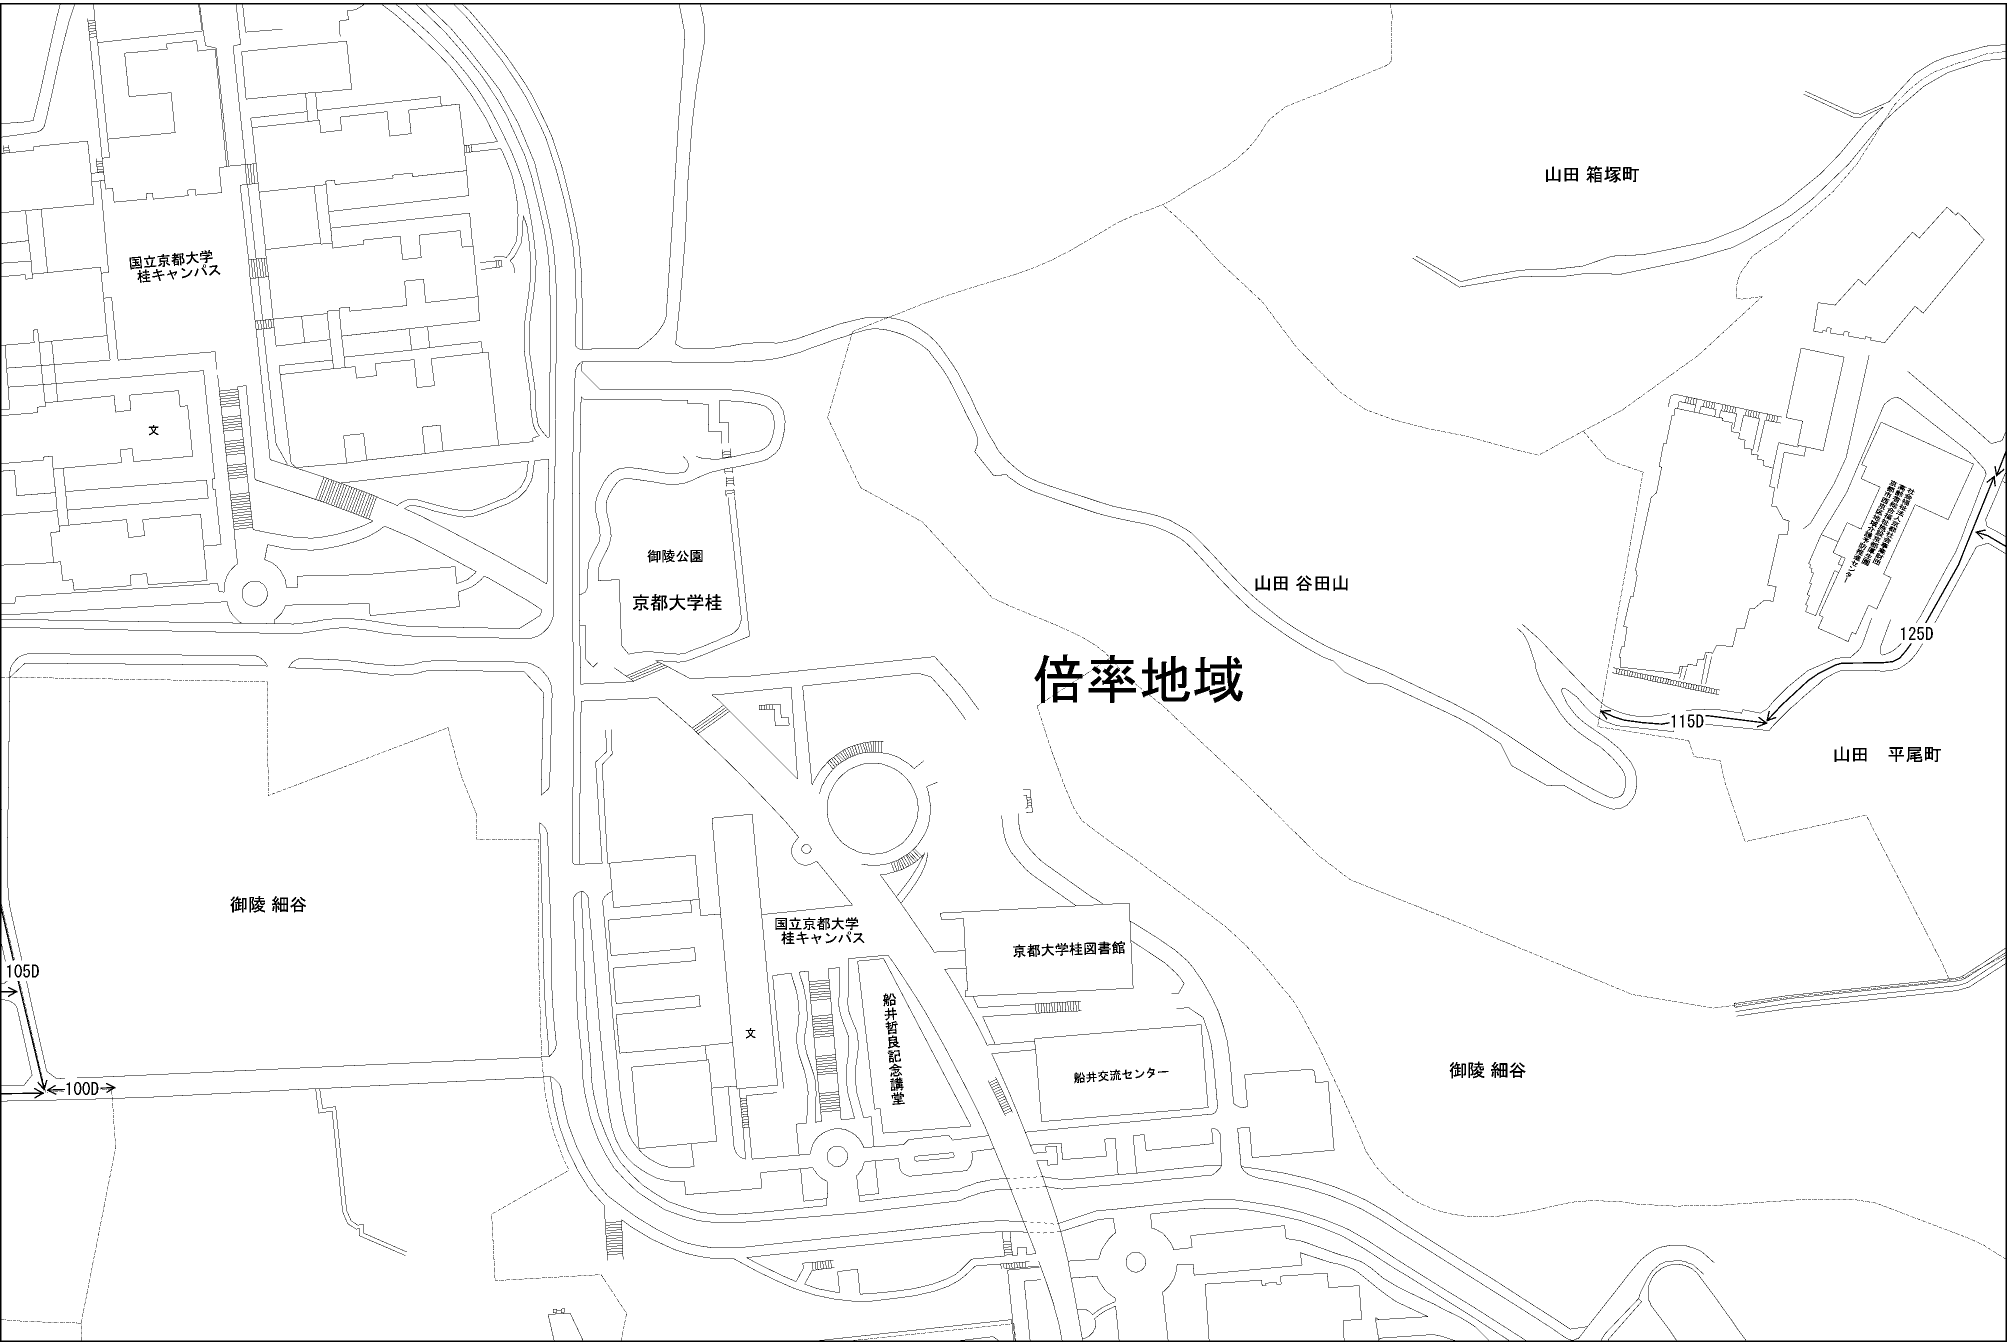 山田 箱塚町
国立京都大学
桂キャンパス
文
御陵公園
京都大学桂
山田 谷田山
125D
倍率地域
115D
山田　平尾町
御陵 細谷
国立京都大学
桂キャンパス
京都大学桂図書館
105D
船井哲良記念講堂
文
船井交流センター
御陵 細谷
100D